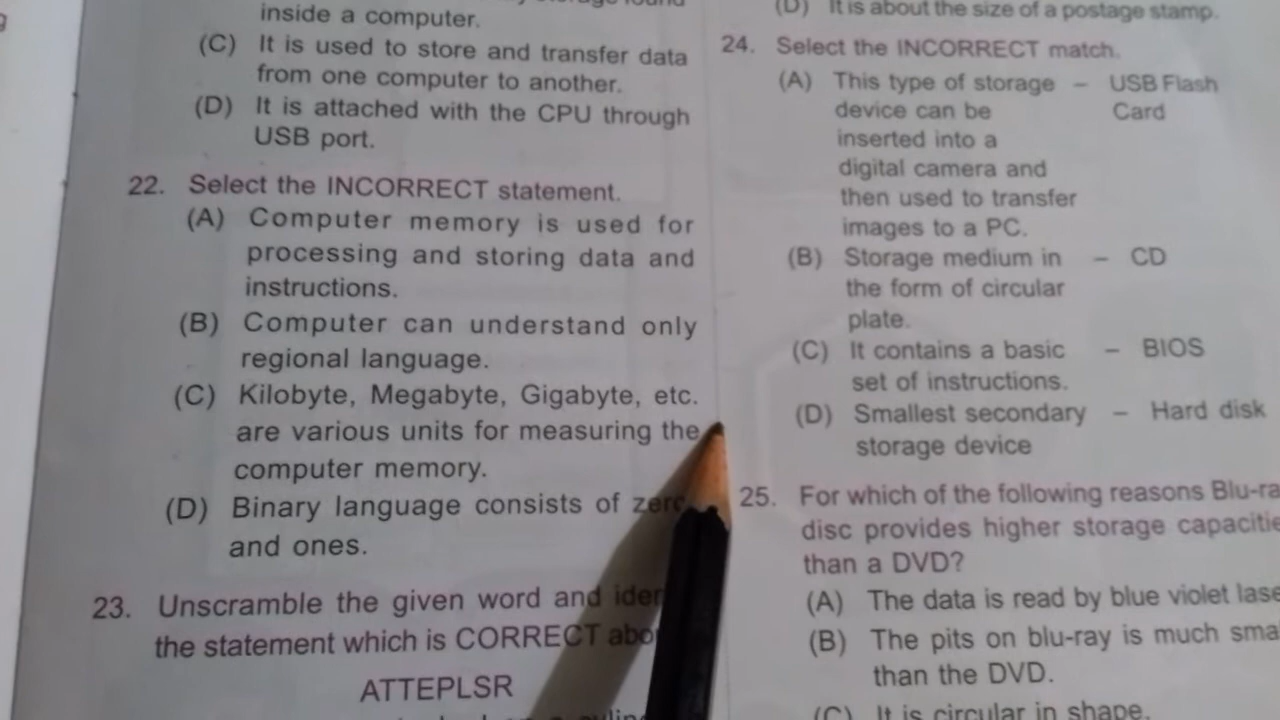 inside a computer.
(C) It is used to store and transfer data
from one computer to another.
(D) It is attached with the CPU through
USB port.
22. Select the INCORRECT statement.
(A) Computer memory is used for
processing and storing data and
instructions.
(B) Computer can understand only
regional language.
(C) Kilobyte, Megabyte, Gigabyte, etc.
are various units for measuring the
computer memory.
(D) Binary language consists of
and ones.
23. Unscramble the given word and
the statement which is CORRECT
ATTEPLSR
(D) It is about the size of a postage stamp.
24. Select the INCORRECT match.
(A) This type of storage – USB Flash
device can be Card
inserted into a
digital camera and
then used to transfer
images to a PC.
(B) Storage medium in – CD
the form of circular
plate.
(C) It contains a basic – BIOS
set of instructions.
(D) Smallest secondary – Hard disk
storage device
25. For which of the following reasons
disc provides higher storage
than a DVD?
(A) The data is read by blue violet
(B) The pits on blu-ray is much
than the DVD.
(C) It is circular in shape.